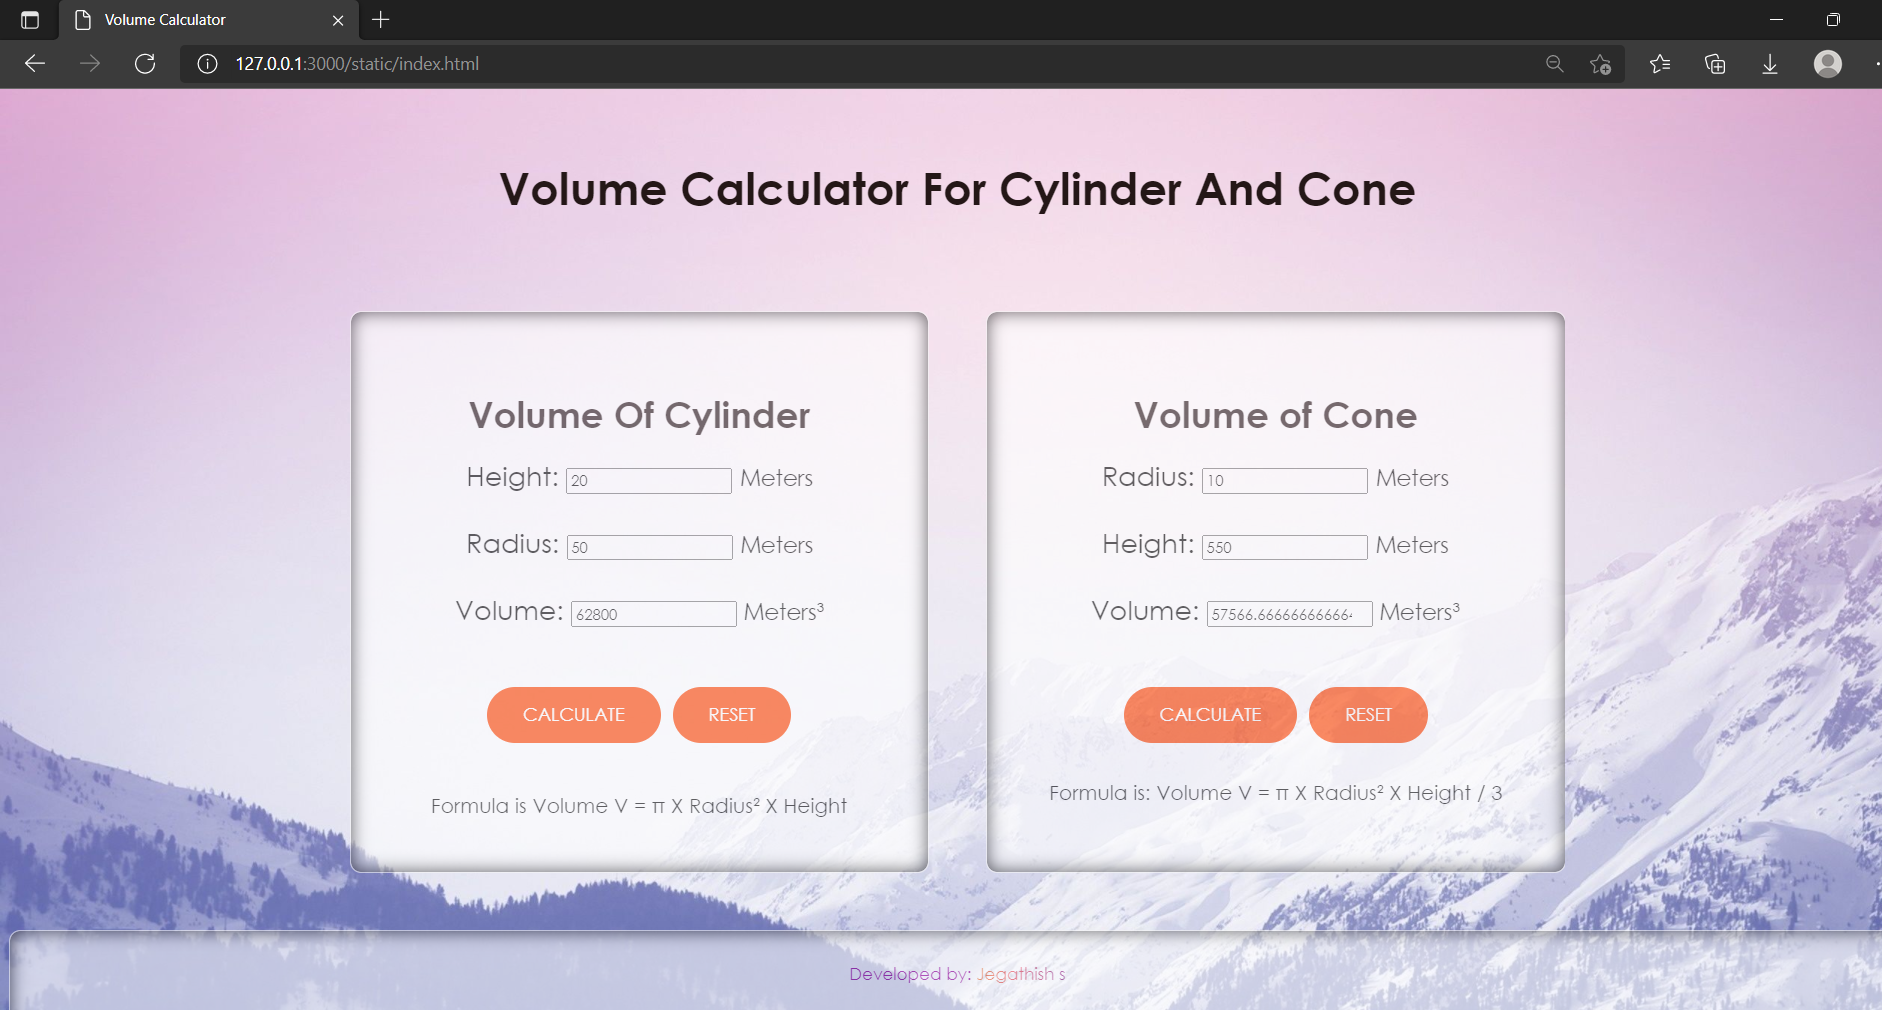 Volume Calculator
127.0.0.1:3000/static/index.html
Volume Calculator For Cylinder And Cone
Volume Of Cylinder
Height: 20 Meters
Radius: 50 Meters
Volume: 62800 Meters³
CALCULATE RESET
Formula is Volume V = π X Radius² X Height
Volume of Cone
Radius: 10 Meters
Height: 550 Meters
Volume: 57566.66666666666 Meters³
CALCULATE RESET
Formula is: Volume V = π X Radius² X Height / 3
Developed by: Jegathish s